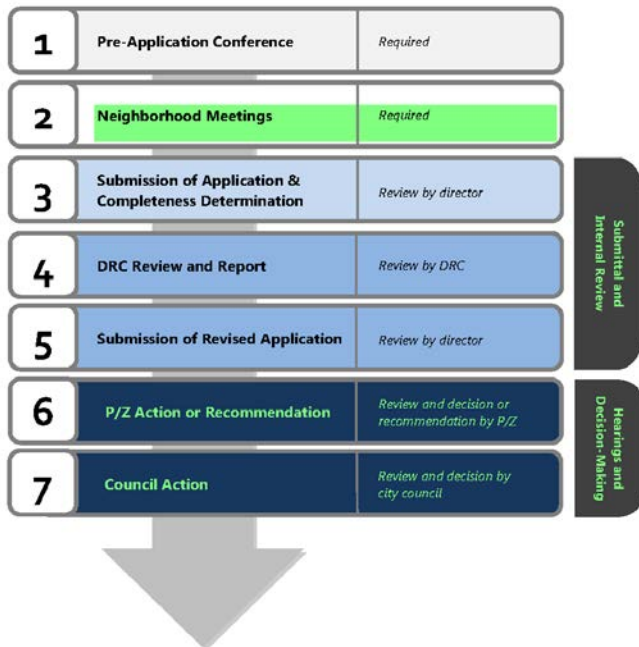 1
Pre-Application Conference
Required
2
Neighborhood Meetings
Required
3
Submission of Application &
Completeness Determination
Review by director
4
DRC Review and Report
Review by DRC
5
Submission of Revised Application
Review by director
Submittal and
Internal Review
6
P/Z Action or Recommendation
Review and decision or
recommendation by P/Z
7
Council Action
Review and decision by
city council
Hearings and
Decision-Making